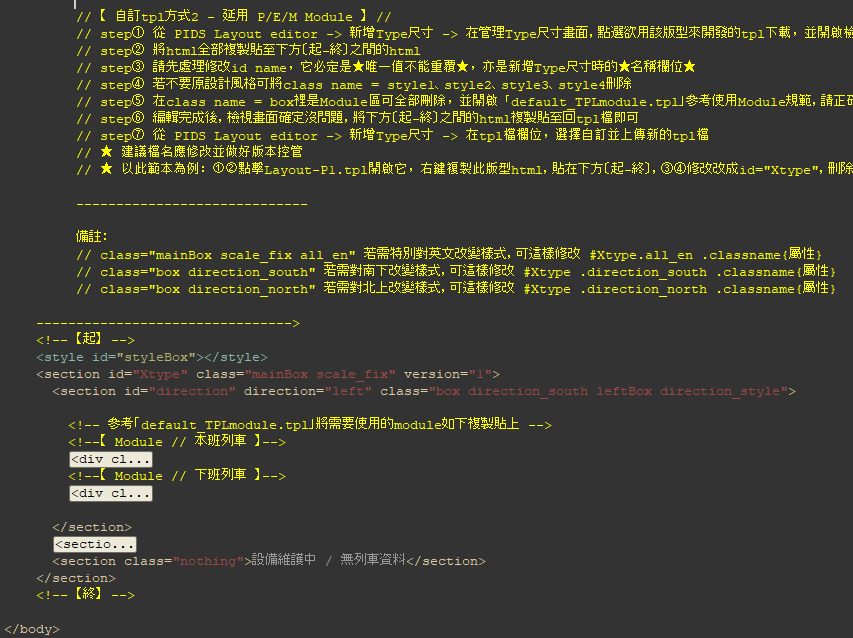 //【 自訂tpl方式2 - 延用 P/E/M Module 】//
// step① 從 PIDS Layout editor -> 新增Type尺寸 -> 在管理Type尺寸畫面,點選欲用該版型來開發的tpl下載, 並開啟檢
// step② 將html全部複製貼至下方〔起-終〕之間的html
// step③ 請先處理修改id name, 它必定是★唯一值不能重覆★, 亦是新增Type尺寸時的★名稱欄位★
// step④ 若不要原設計風格可將class name = style1、style2、style3、style4刪除
// step⑤ 在class name = box裡是Module區可全部刪除, 並開啟「default_TPLmodule.tpl」參考使用Module規範,請正確
// step⑥ 編輯完成後,檢視畫面確定沒問題,將下方〔起-終〕之間的html複製貼至回tpl檔即可
// step⑦ 從 PIDS Layout editor -> 新增Type尺寸 -> 在tpl檔欄位, 選擇自訂並上傳新的tpl檔
// ★ 建議檔名應修改並做好版本控管
// ★ 以此範本為例: ①②點擊Layout-P1.tpl開啟它, 右鍵複製此版型html, 貼在下方〔起-終〕,③④修改改成id="Xtype", 刪除
-----------------------------
備註:
// class="mainBox scale_fix all_en" 若需特別對英文改變樣式,可這樣修改 #Xtype.all_en .classname{屬性}
// class="box direction_south" 若需對南下改變樣式,可這樣修改 #Xtype .direction_south .classname{屬性}
// class="box direction_north" 若需對北上改變樣式,可這樣修改 #Xtype .direction_north .classname{屬性}
-------------------------------->
<!--【起】-->
<style id="styleBox"></style>
<section id="Xtype" class="mainBox scale_fix" version="1">
<section id="direction" direction="left" class="box direction_south leftBox direction_style">
<!-- 參考「default_TPLmodule.tpl」將需要使用的module如下複製貼上 -->
<!--【 Module // 本班列車 】-->
<div cl...
<!--【 Module // 下班列車 】-->
<div cl...
</section>
<sectio...
<section class="nothing">設備維護中 / 無列車資料</section>
</section>
<!--【終】-->
</body>